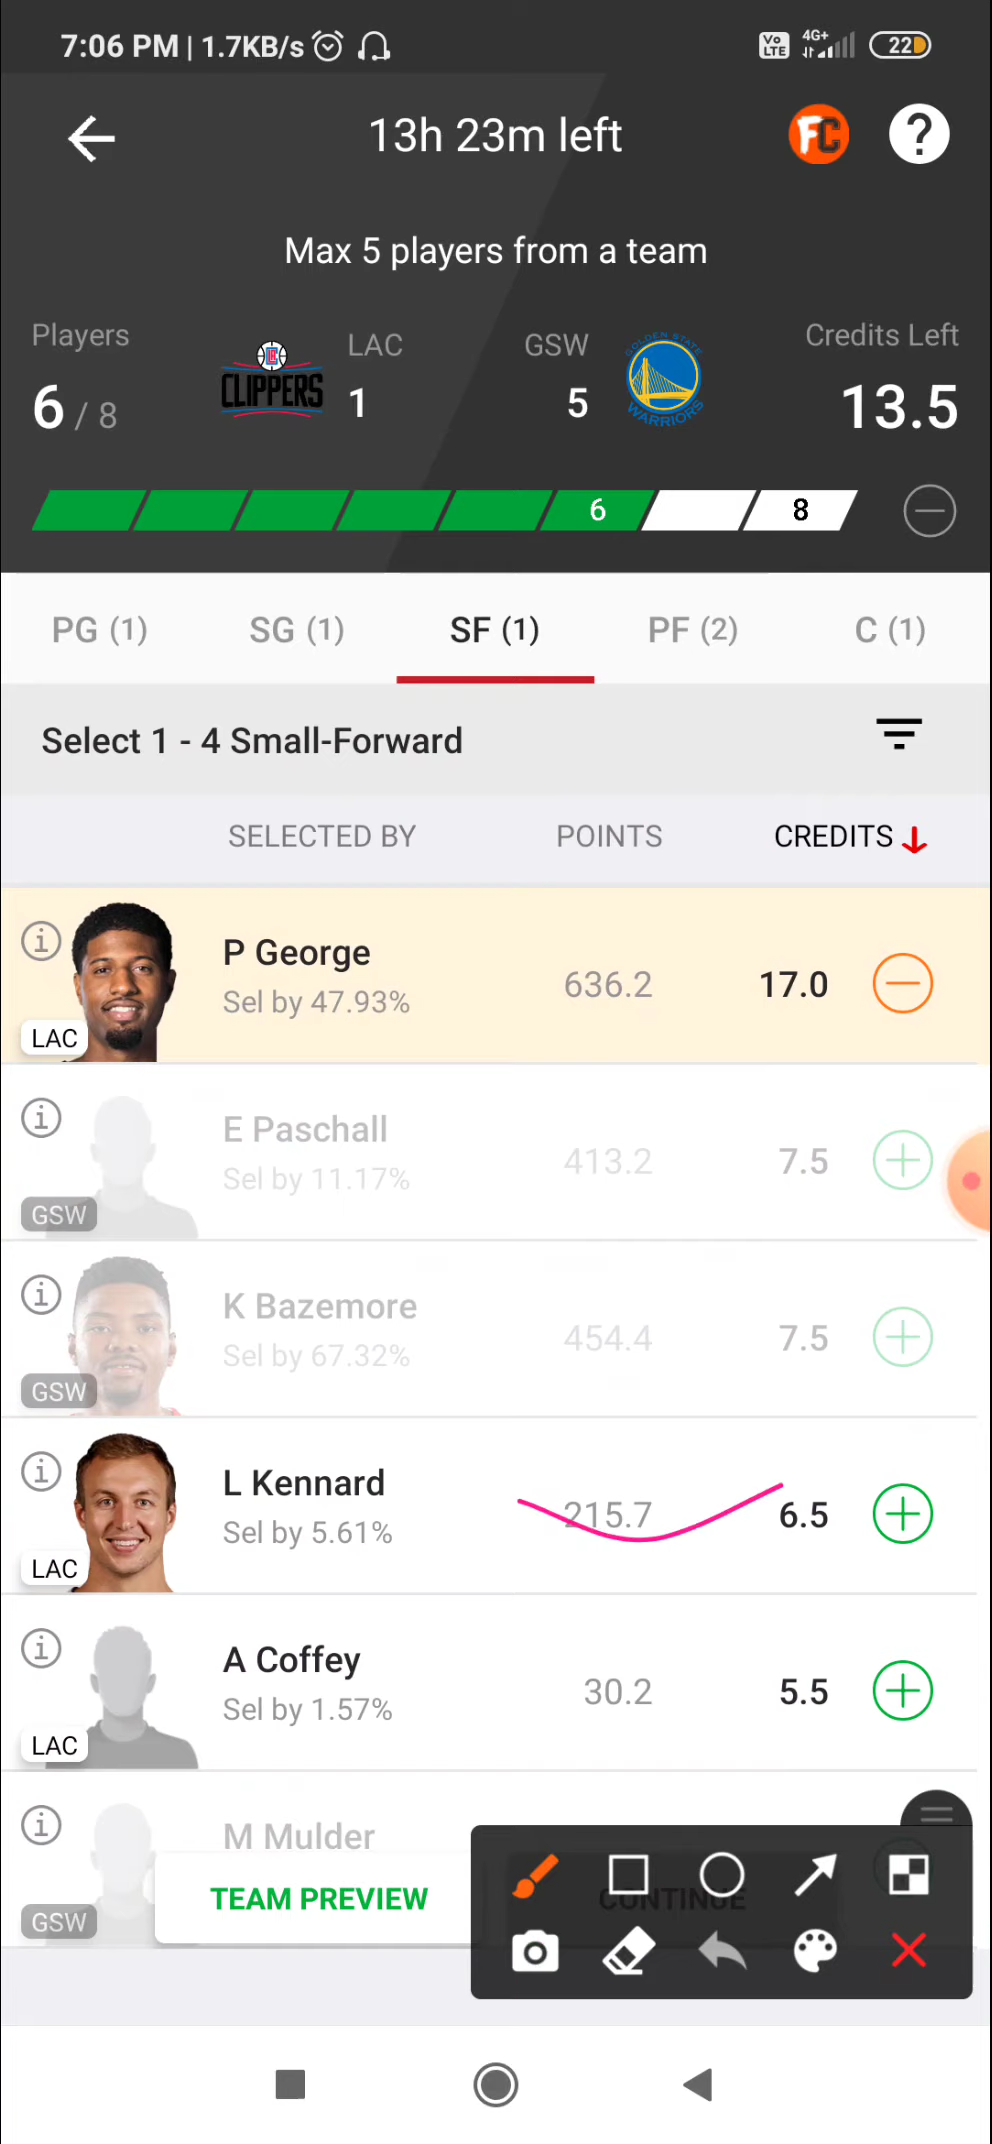 7:06 PM | 1.7KB/s Vo LTE 4G+ 22
13h 23m left FC ?
Max 5 players from a team
Players LAC GSW Credits Left
6 / 8 CLIPPERS 1 5 GOLDEN STATE WARRIORS 13.5
6 8
PG (1) SG (1) SF (1) PF (2) C (1)
Select 1 - 4 Small-Forward
SELECTED BY POINTS CREDITS
P George
Sel by 47.93% 636.2 17.0
LAC
E Paschall
Sel by 11.17% 413.2 7.5
GSW
K Bazemore
Sel by 67.32% 454.4 7.5
GSW
L Kennard
Sel by 5.61% 215.7 6.5
LAC
A Coffey
Sel by 1.57% 30.2 5.5
LAC
M Mulder
TEAM PREVIEW CONTINUE
GSW